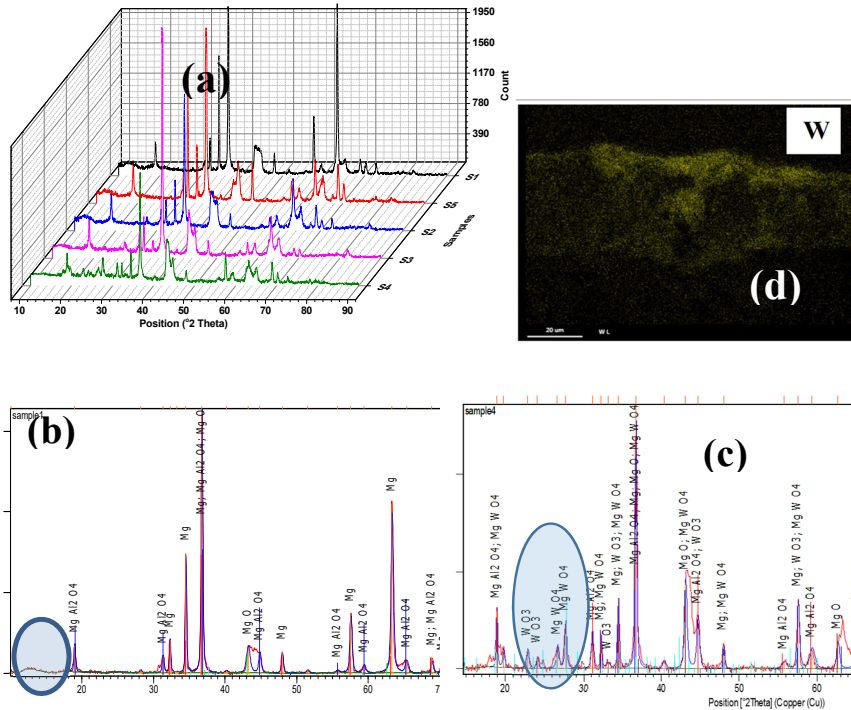 1950
1560
1170
780
390
Count
(a)
S1
S5
S2
S3
S4
Samples
10 20 30 40 50 60 70 80 90
Position (°2 Theta)
W
(d)
20 um
W L
sample1
(b)
Mg Al2 O4
Mg Al2 O4
Mg
Mg
Mg; Mg Al2 O4; Mg O
Mg O
Mg Al2 O4
Mg
Mg Al2 O4
Mg
Mg Al2 O4
Mg
Mg Al2 O4
Mg; Mg Al2 O4
20 30 40 50 60
sample4
(c)
Mg Al2 O4; Mg W O4
W O3
W O3
Mg W O4
Mg W O4
Mg Al2 O4
Mg; Mg W O4
W O3
Mg; W O3; Mg W O4
Mg Al2 O4; Mg; Mg O; Mg W O4
Mg O; Mg W O4
Mg Al2 O4; W O3
Mg; Mg W O4
Mg Al2 O4
Mg; W O3; Mg W O4
Mg Al2 O4
Mg O
20 30 40 50 60
Position [°2Theta] (Copper (Cu))